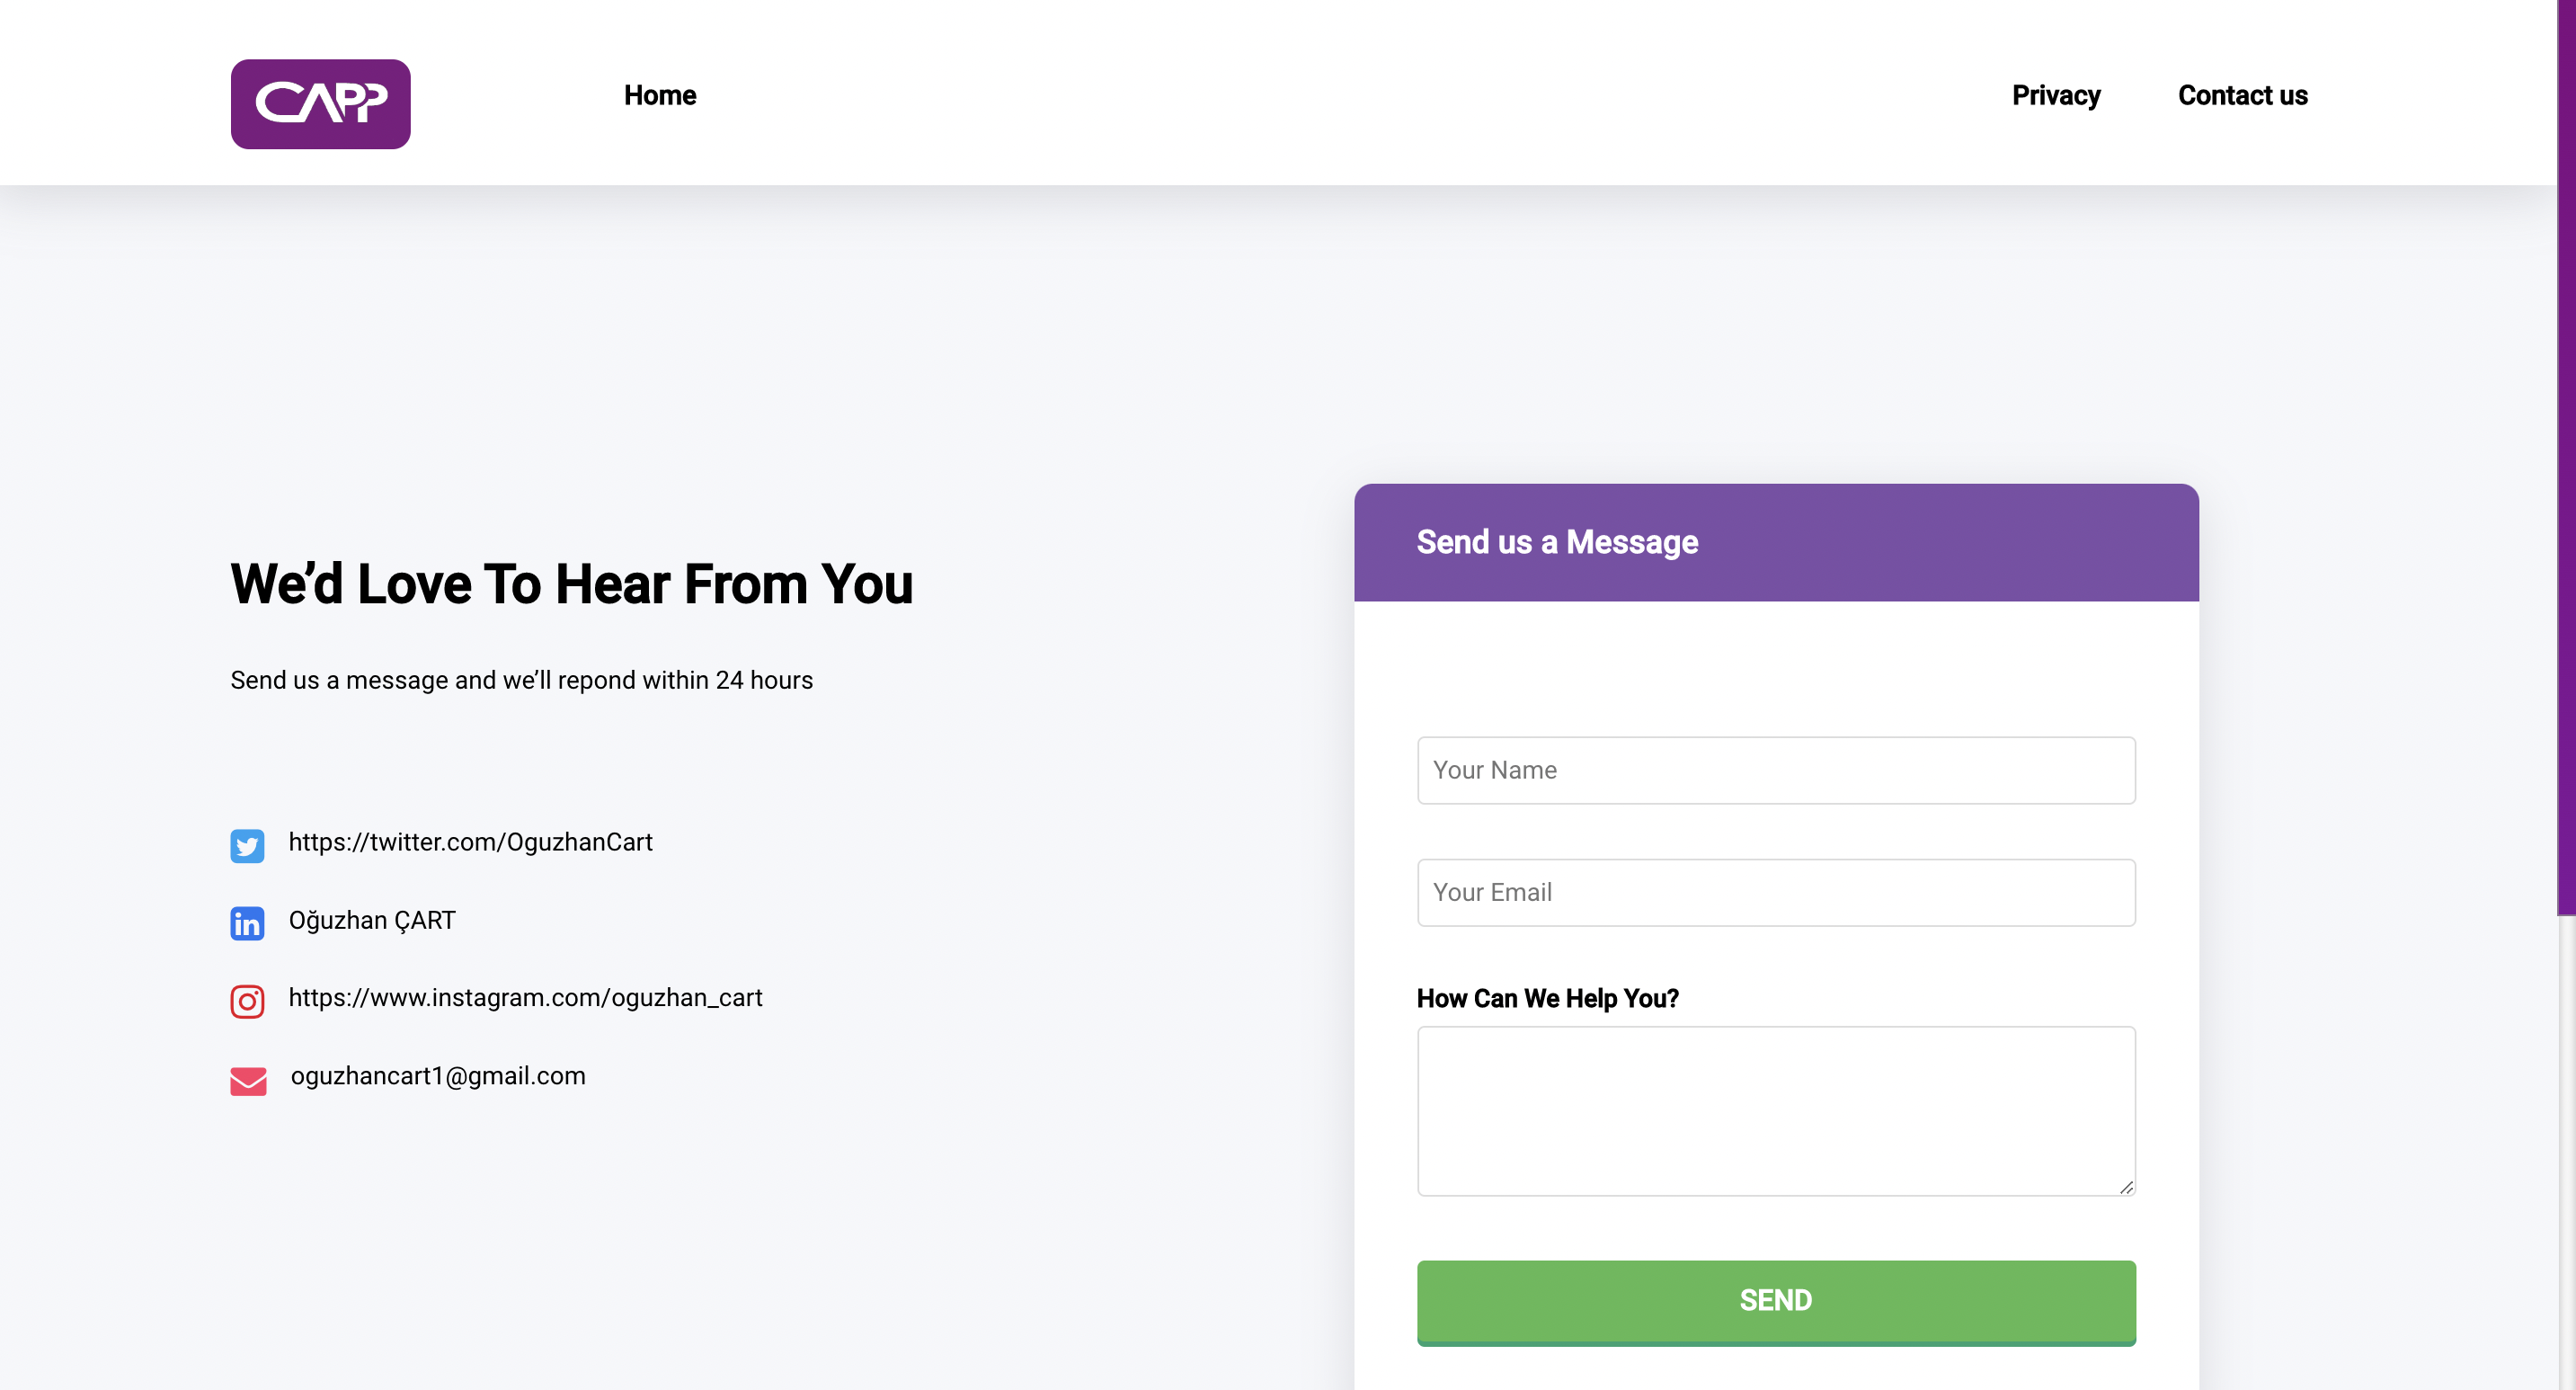 CAPP
Home
Privacy
Contact us
We’d Love To Hear From You
Send us a message and we’ll repond within 24 hours
https://twitter.com/OguzhanCart
in
Oğuzhan ÇART
https://www.instagram.com/oguzhan_cart
oguzhancart1@gmail.com
Send us a Message
Your Name
Your Email
How Can We Help You?
SEND